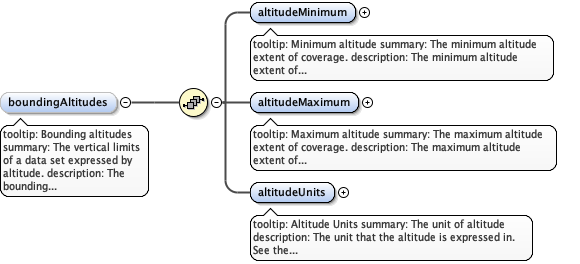 altitudeMinimum
tooltip: Minimum altitude summary: The minimum altitude
extent of coverage. description: The minimum altitude
extent of...
boundingAltitudes
tooltip: Bounding altitudes
summary: The vertical limits
of a data set expressed by
altitude. description: The
bounding...
altitudeMaximum
tooltip: Maximum altitude summary: The maximum altitude
extent of coverage. description: The maximum altitude
extent of...
altitudeUnits
tooltip: Altitude Units summary: The unit of altitude
description: The unit that the altitude is expressed in.
See the...